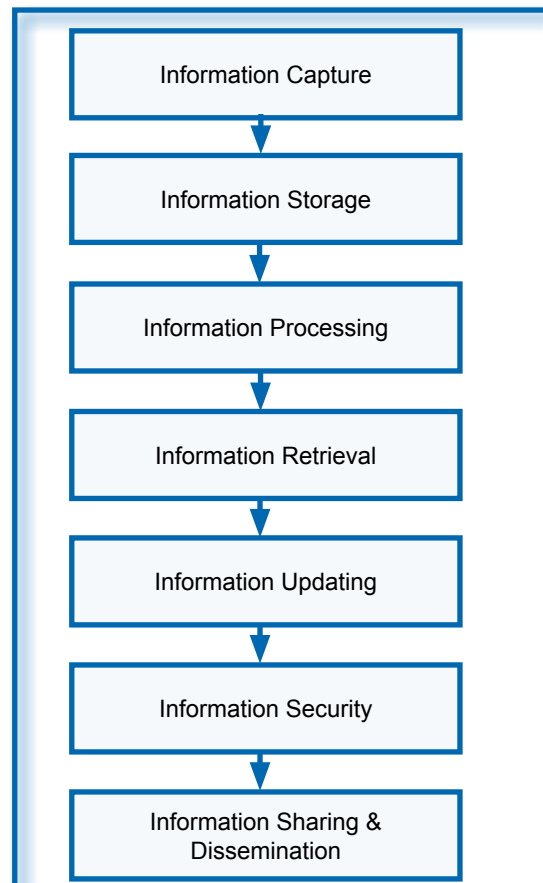 Information Capture
Information Storage
Information Processing
Information Retrieval
Information Updating
Information Security
Information Sharing &
Dissemination